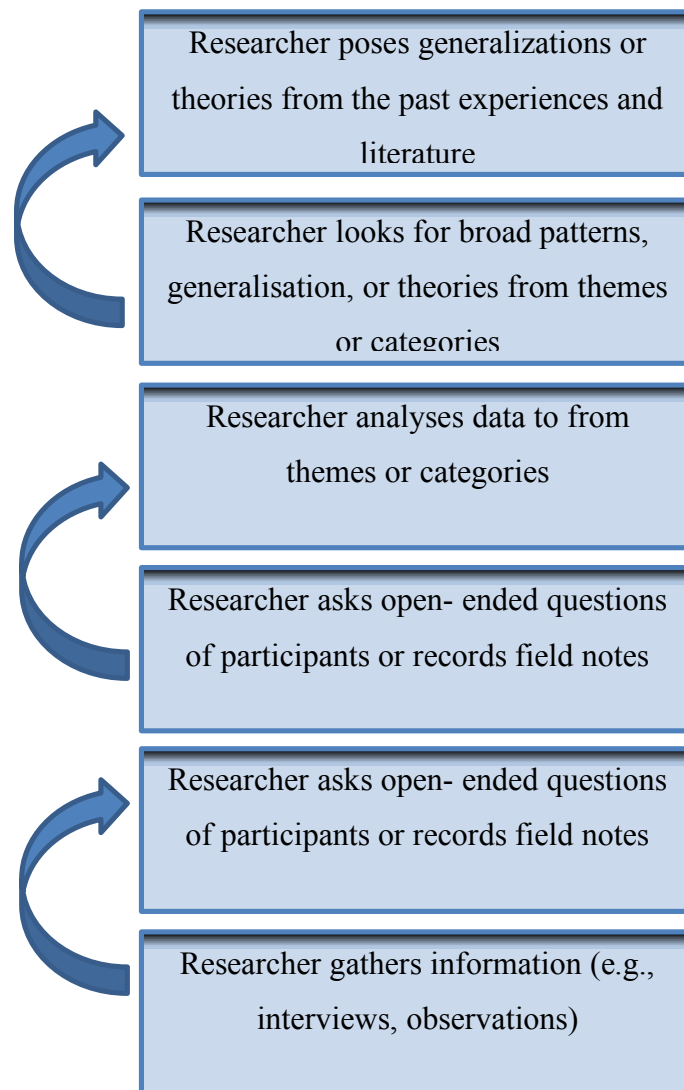 Researcher poses generalizations or
theories from the past experiences and
literature
Researcher looks for broad patterns,
generalisation, or theories from themes
or categories
Researcher analyses data to from
themes or categories
Researcher asks open- ended questions
of participants or records field notes
Researcher asks open- ended questions
of participants or records field notes
Researcher gathers information (e.g.,
interviews, observations)